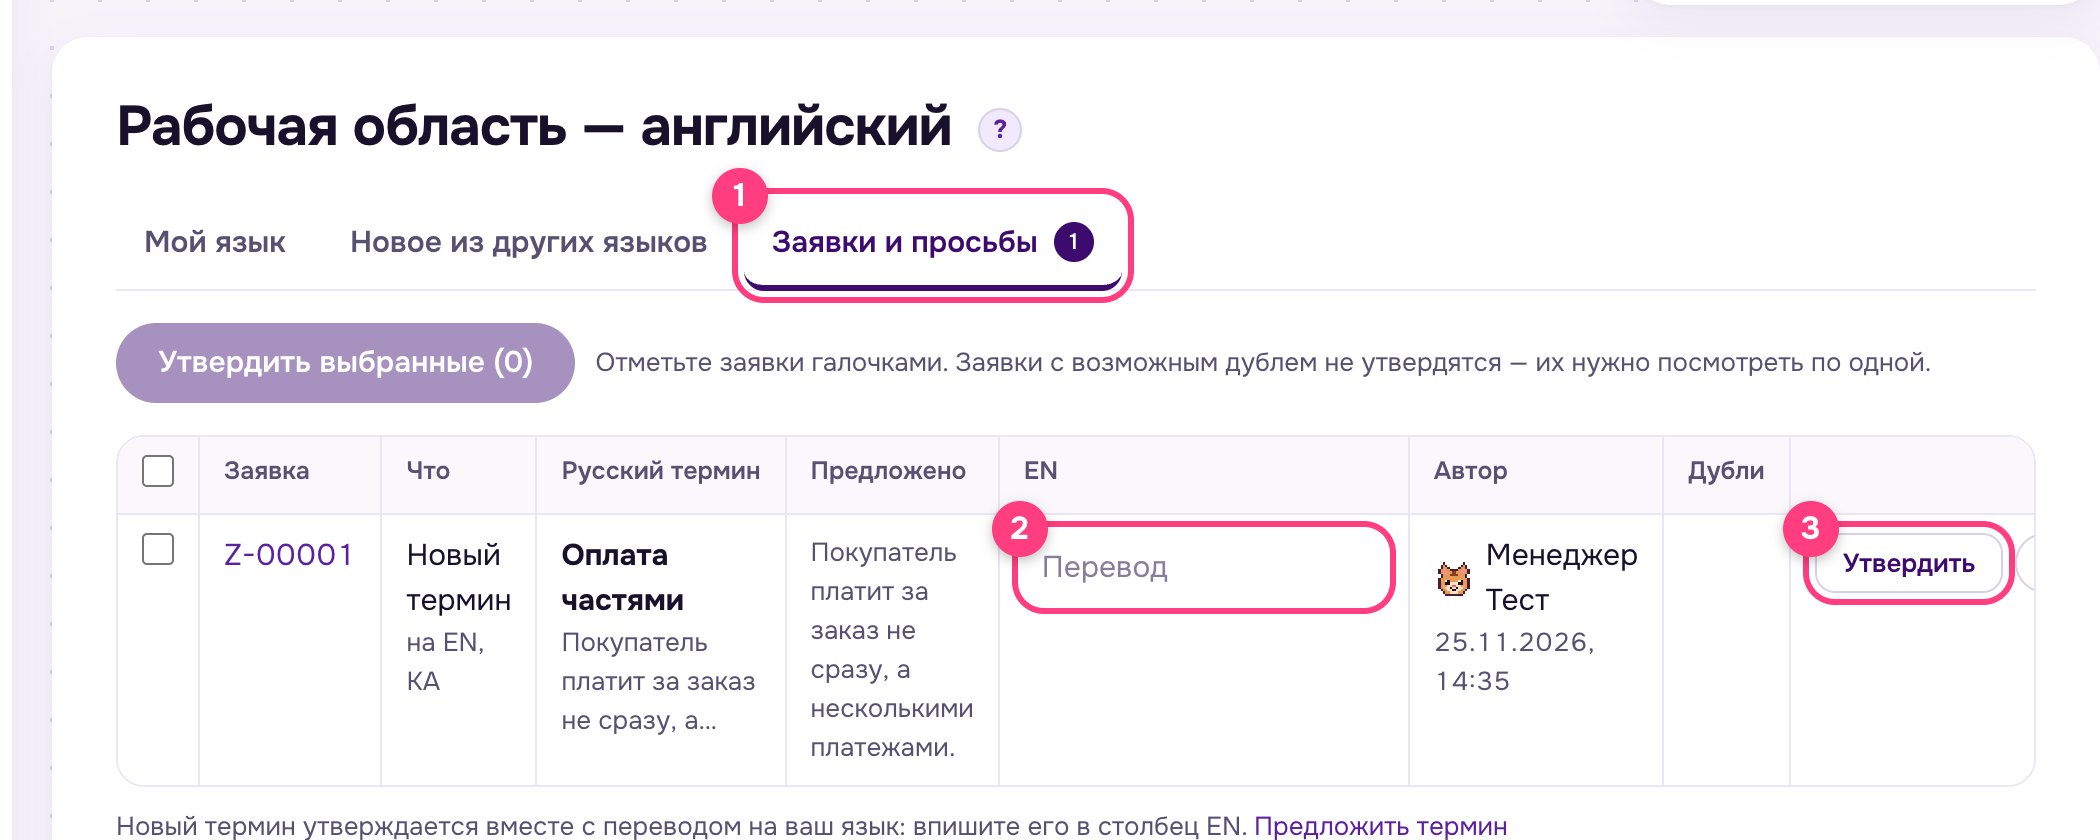 Рабочая область — английский ?
1
Мой язык Новое из других языков Заявки и просьбы 1
Утвердить выбранные (0) Отметьте заявки галочками. Заявки с возможным дублем не утвердятся — их нужно посмотреть по одной.
Заявка Что Русский термин Предложено EN Автор Дубли
2 3
Z-00001
Новый
термин
на EN,
KA
Оплата
частями
Покупатель
платит за заказ
не сразу, а...
Покупатель
платит за
заказ не
сразу, а
несколькими
платежами.
Перевод
Менеджер
Тест
25.11.2026,
14:35
Утвердить
Новый термин утверждается вместе с переводом на ваш язык: впишите его в столбец EN. Предложить термин